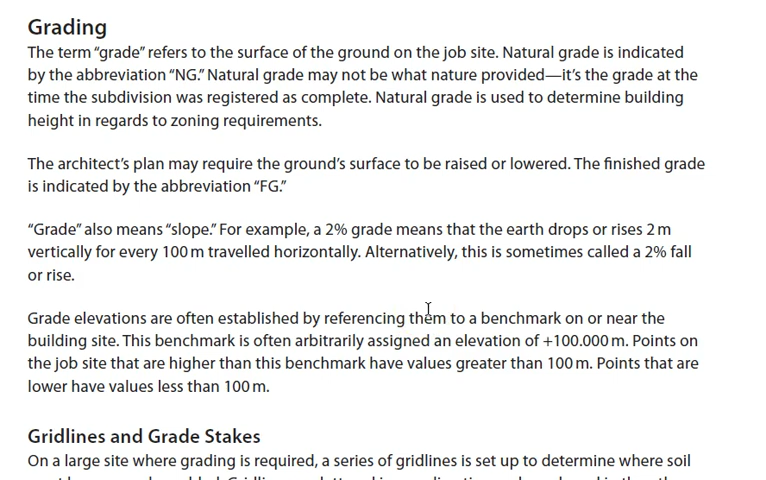 Grading
The term “grade” refers to the surface of the ground on the job site. Natural grade is indicated
by the abbreviation “NG.” Natural grade may not be what nature provided—it’s the grade at the
time the subdivision was registered as complete. Natural grade is used to determine building
height in regards to zoning requirements.
The architect’s plan may require the ground’s surface to be raised or lowered. The finished grade
is indicated by the abbreviation “FG.”
“Grade” also means “slope.” For example, a 2% grade means that the earth drops or rises 2 m
vertically for every 100 m travelled horizontally. Alternatively, this is sometimes called a 2% fall
or rise.
Grade elevations are often established by referencing them to a benchmark on or near the
building site. This benchmark is often arbitrarily assigned an elevation of +100.000 m. Points on
the job site that are higher than this benchmark have values greater than 100 m. Points that are
lower have values less than 100 m.
Gridlines and Grade Stakes
On a large site where grading is required, a series of gridlines is set up to determine where soil